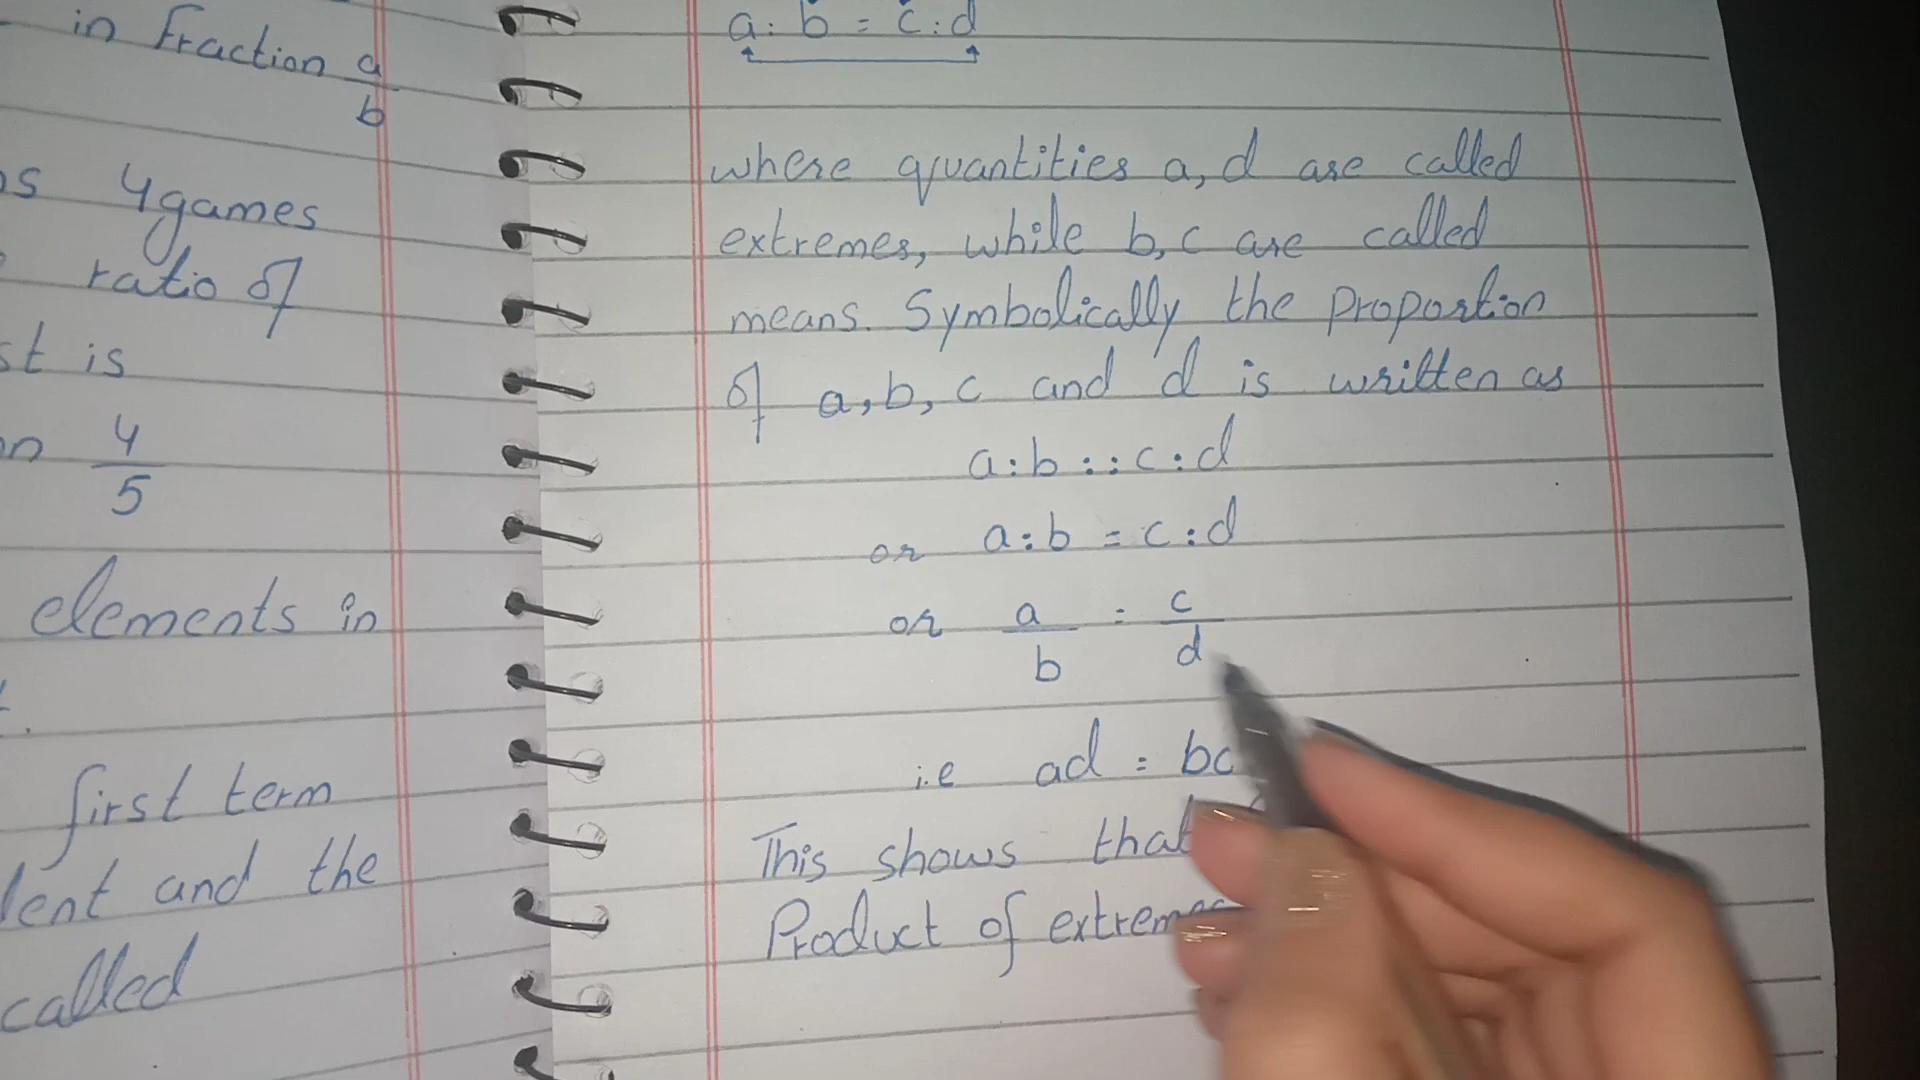 in Fraction a
b
4games
ratio of
st is
4
5
elements in
first term
lent and the
called
a : b = c : d
where quantities a, d are called
extremes, while b, c are called
means. Symbolically the proportion
of a, b, c and d is written as
a : b : : c : d
or a : b = c : d
or a = c
b d
i.e ad = bc
This shows that
Product of extremes